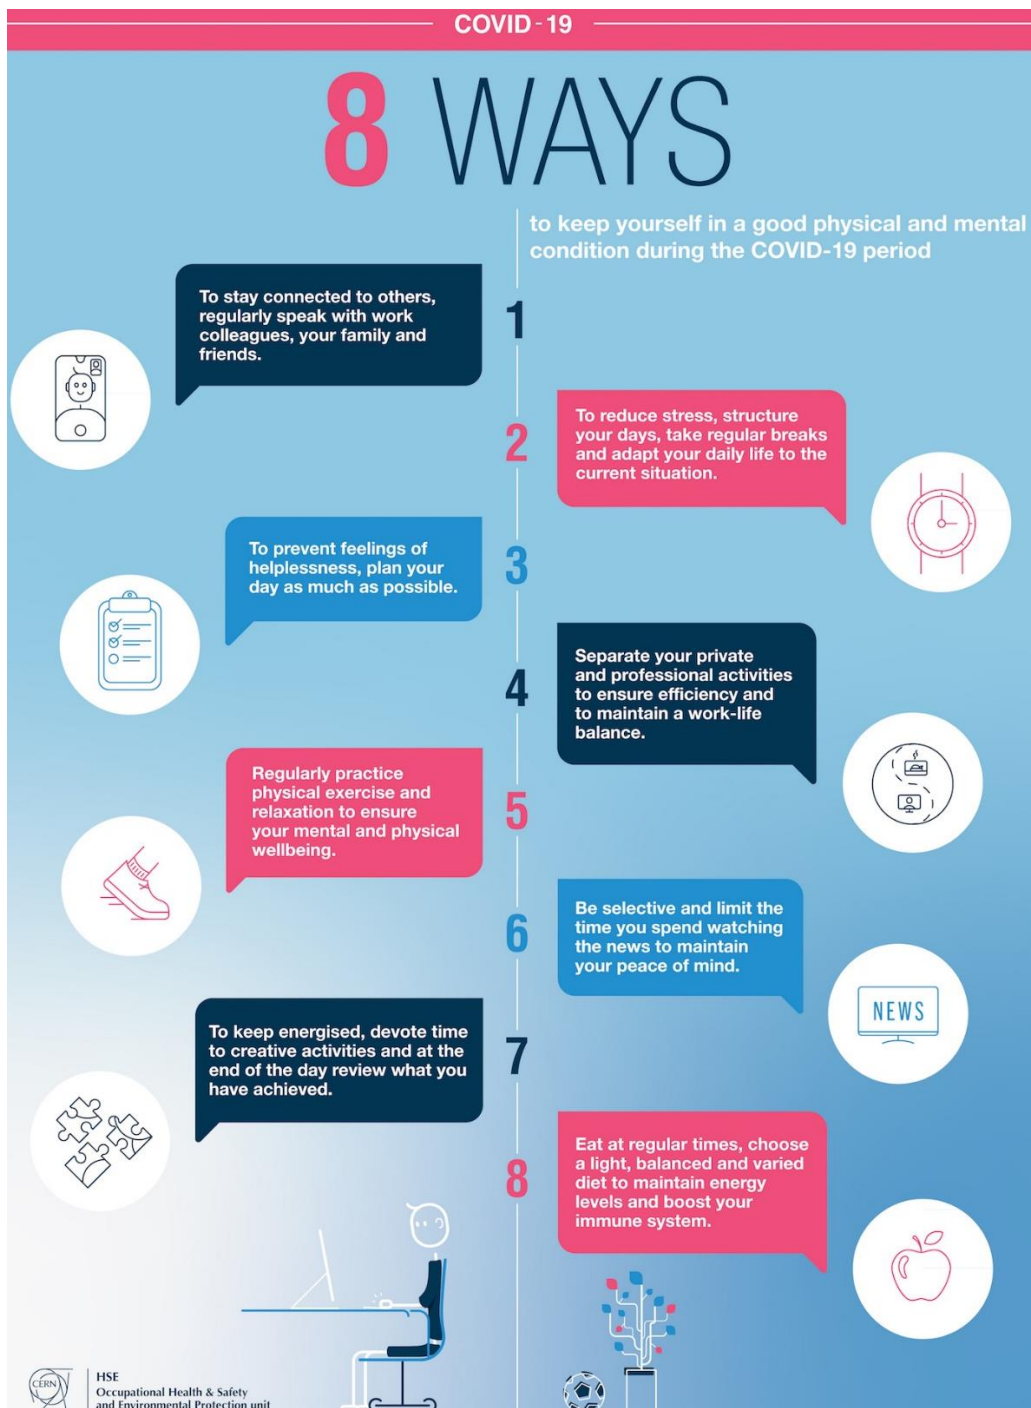 COVID - 19
8 WAYS
to keep yourself in a good physical and mental
condition during the COVID-19 period
1
To stay connected to others,
regularly speak with work
colleagues, your family and
friends.
2
To reduce stress, structure
your days, take regular breaks
and adapt your daily life to the
current situation.
3
To prevent feelings of
helplessness, plan your
day as much as possible.
4
Separate your private
and professional activities
to ensure efficiency and
to maintain a work-life
balance.
5
Regularly practice
physical exercise and
relaxation to ensure
your mental and physical
wellbeing.
6
Be selective and limit the
time you spend watching
the news to maintain
your peace of mind.
NEWS
7
To keep energised, devote time
to creative activities and at the
end of the day review what you
have achieved.
8
Eat at regular times, choose
a light, balanced and varied
diet to maintain energy
levels and boost your
immune system.
CERN
HSE
Occupational Health & Safety
and Environmental Protection unit